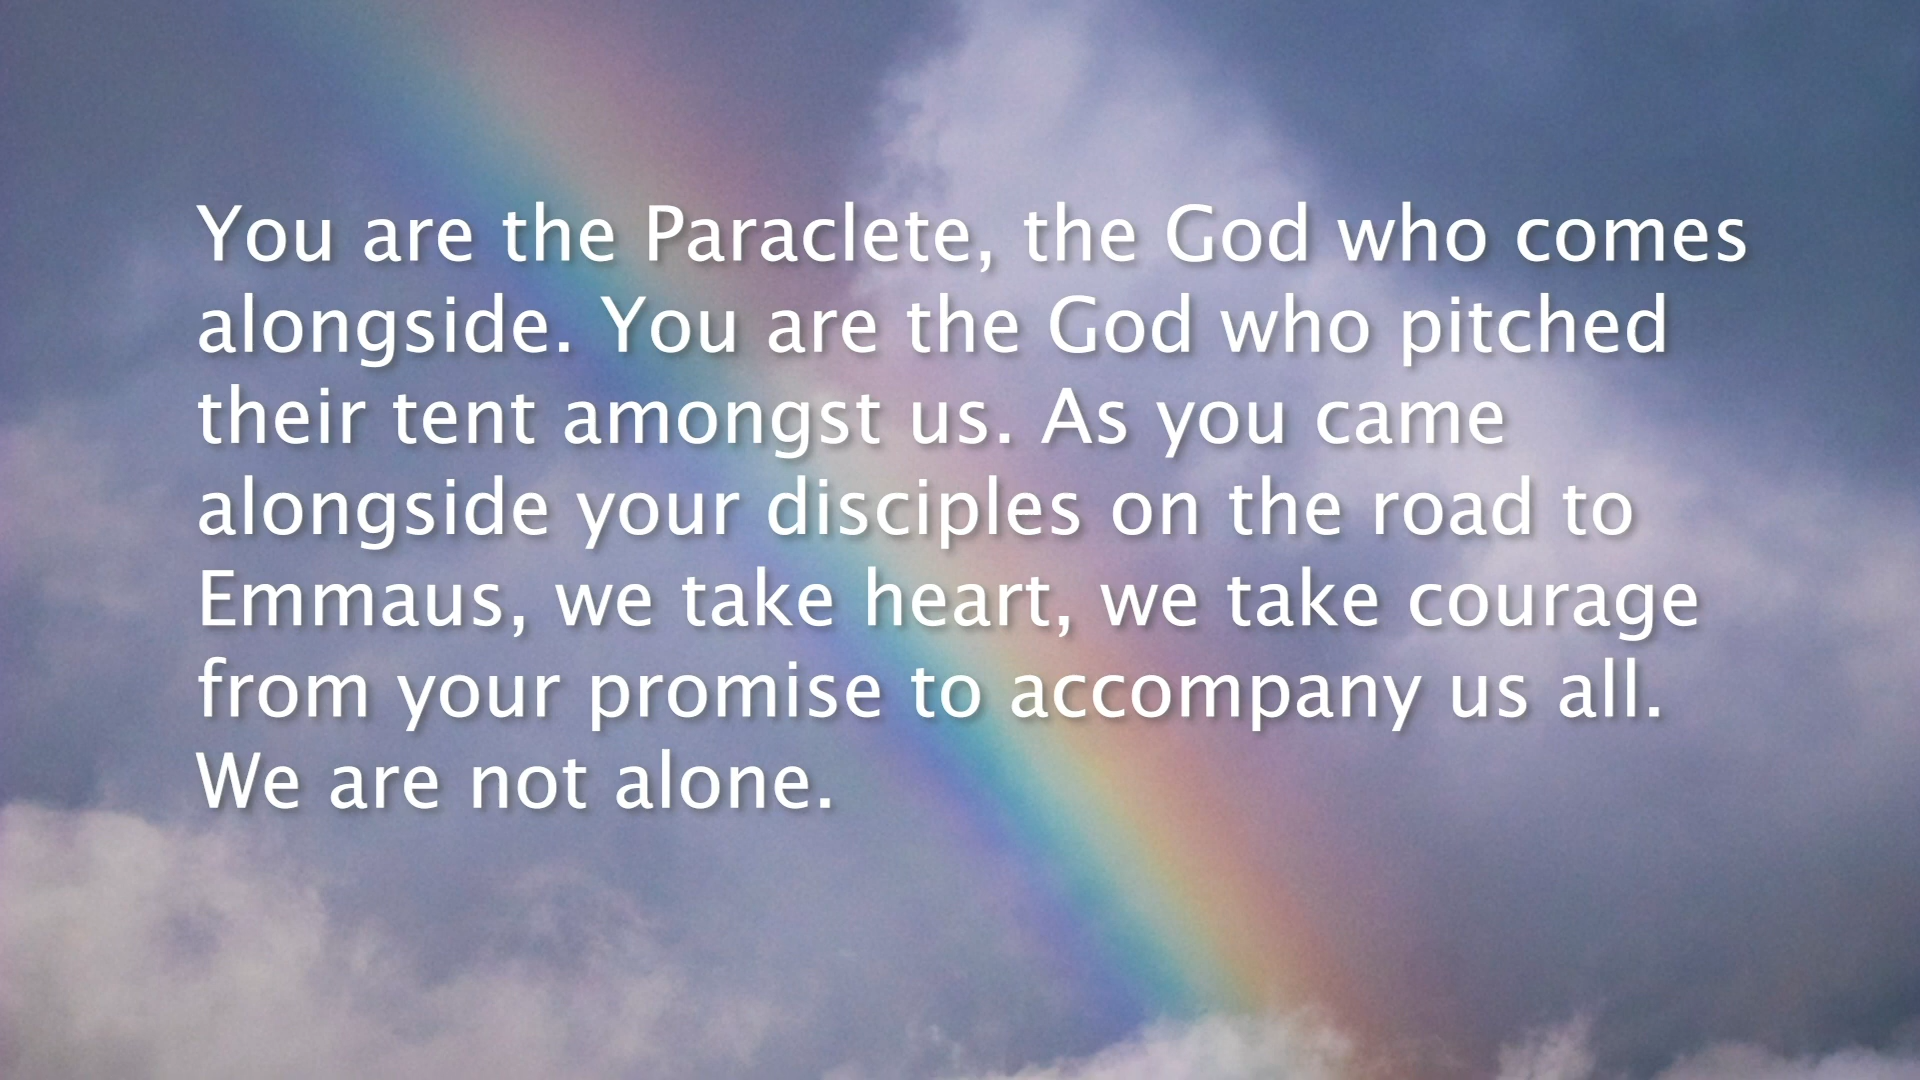 You are the Paraclete, the God who comes
alongside. You are the God who pitched
their tent amongst us. As you came
alongside your disciples on the road to
Emmaus, we take heart, we take courage
from your promise to accompany us all.
We are not alone.